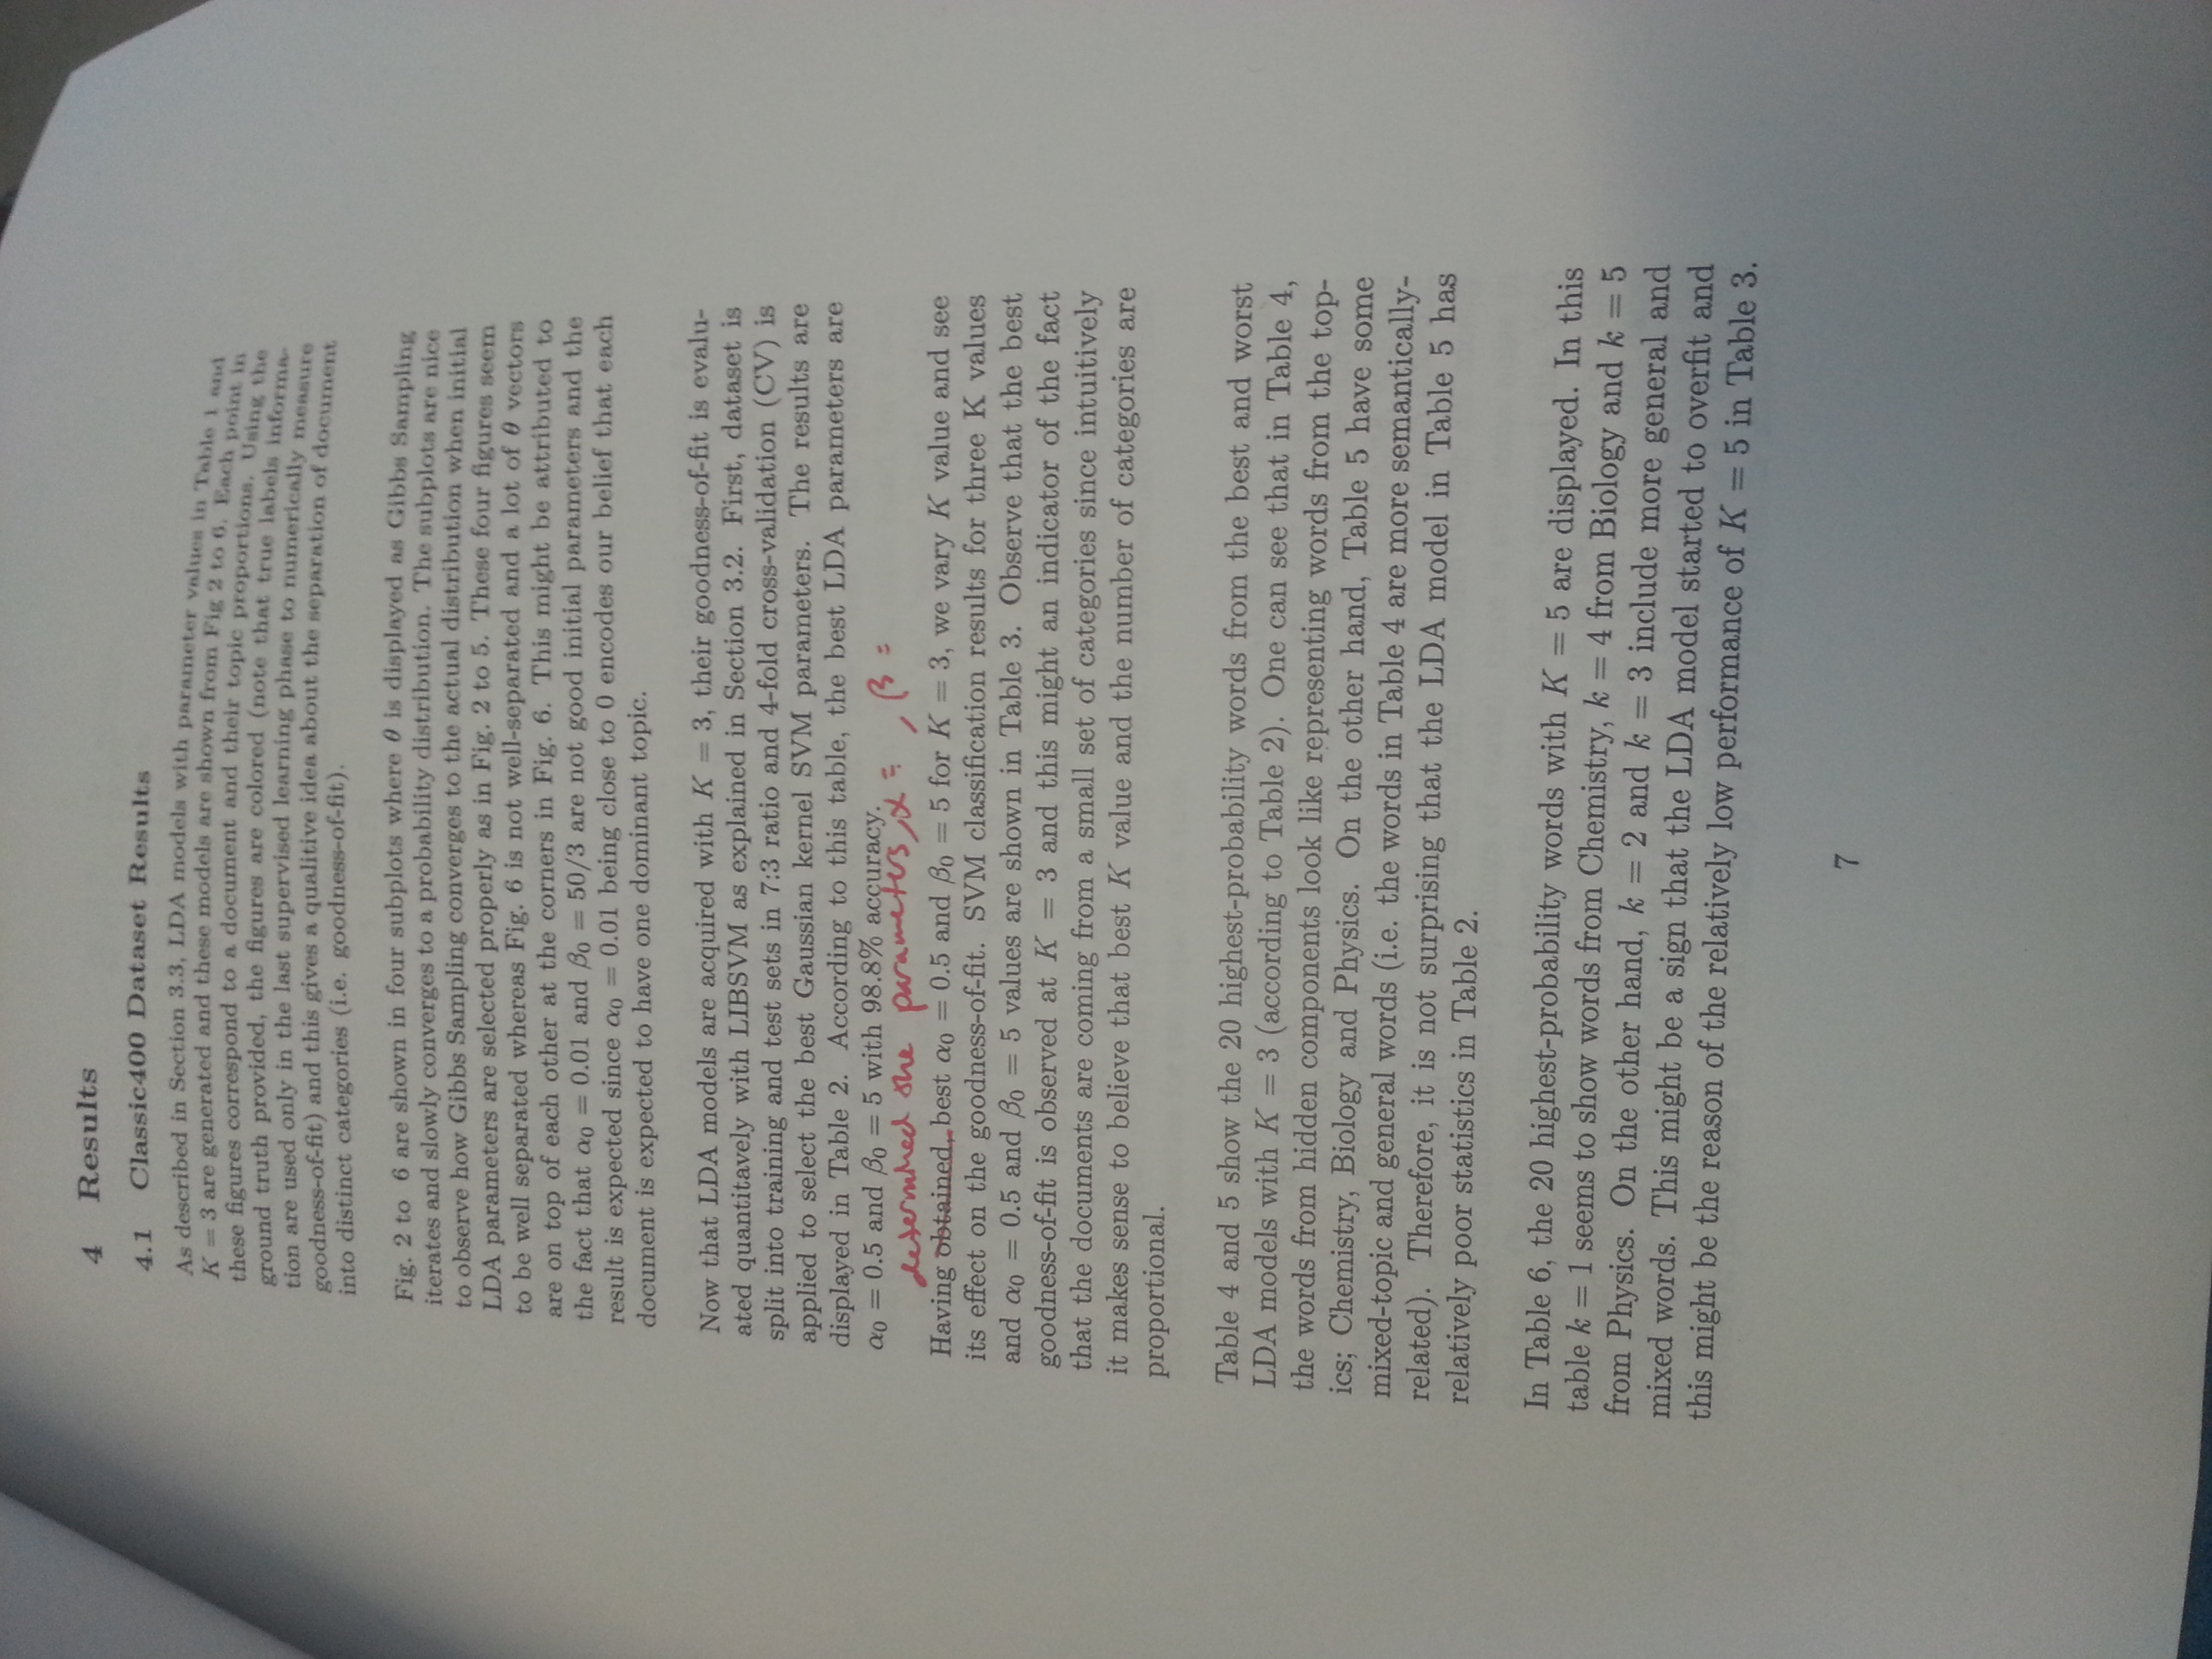 4 Results
4.1 Classic400 Dataset Results
As described in Section 3.3, LDA models with parameter values in Table 1 and
K = 3 are generated and these models are shown from Fig 2 to 6. Each point in
these figures correspond to a document and their topic proportions. Using the
ground truth provided, the figures are colored (note that true labels informa-
tion are used only in the last supervised learning phase to numerically measure
goodness-of-fit) and this gives a qualitive idea about the separation of document
into distinct categories (i.e. goodness-of-fit).
Fig. 2 to 6 are shown in four subplots where θ is displayed as Gibbs Sampling
iterates and slowly converges to a probability distribution. The subplots are nice
to observe how Gibbs Sampling converges to the actual distribution when initial
LDA parameters are selected properly as in Fig. 2 to 5. These four figures seem
to be well separated whereas Fig. 6 is not well-separated and a lot of θ vectors
are on top of each other at the corners in Fig. 6. This might be attributed to
the fact that α₀ = 0.01 and β₀ = 50/3 are not good initial parameters and the
result is expected since α₀ = 0.01 being close to 0 encodes our belief that each
document is expected to have one dominant topic.
Now that LDA models are acquired with K = 3, their goodness-of-fit is evalu-
ated quantitavely with LIBSVM as explained in Section 3.2. First, dataset is
split into training and test sets in 7:3 ratio and 4-fold cross-validation (CV) is
applied to select the best Gaussian kernel SVM parameters. The results are
displayed in Table 2. According to this table, the best LDA parameters are
α₀ = 0.5 and β₀ = 5 with 98.8% accuracy.
determined the parameters, α = , β =
Having obtained, best α₀ = 0.5 and β₀ = 5 for K = 3, we vary K value and see
its effect on the goodness-of-fit. SVM classification results for three K values
and α₀ = 0.5 and β₀ = 5 values are shown in Table 3. Observe that the best
goodness-of-fit is observed at K = 3 and this might an indicator of the fact
that the documents are coming from a small set of categories since intuitively
it makes sense to believe that best K value and the number of categories are
proportional.
Table 4 and 5 show the 20 highest-probability words from the best and worst
LDA models with K = 3 (according to Table 2). One can see that in Table 4,
the words from hidden components look like representing words from the top-
ics; Chemistry, Biology and Physics. On the other hand, Table 5 have some
mixed-topic and general words (i.e. the words in Table 4 are more semantically-
related). Therefore, it is not surprising that the LDA model in Table 5 has
relatively poor statistics in Table 2.
In Table 6, the 20 highest-probability words with K = 5 are displayed. In this
table k = 1 seems to show words from Chemistry, k = 4 from Biology and k = 5
from Physics. On the other hand, k = 2 and k = 3 include more general and
mixed words. This might be a sign that the LDA model started to overfit and
this might be the reason of the relatively low performance of K = 5 in Table 3.
7